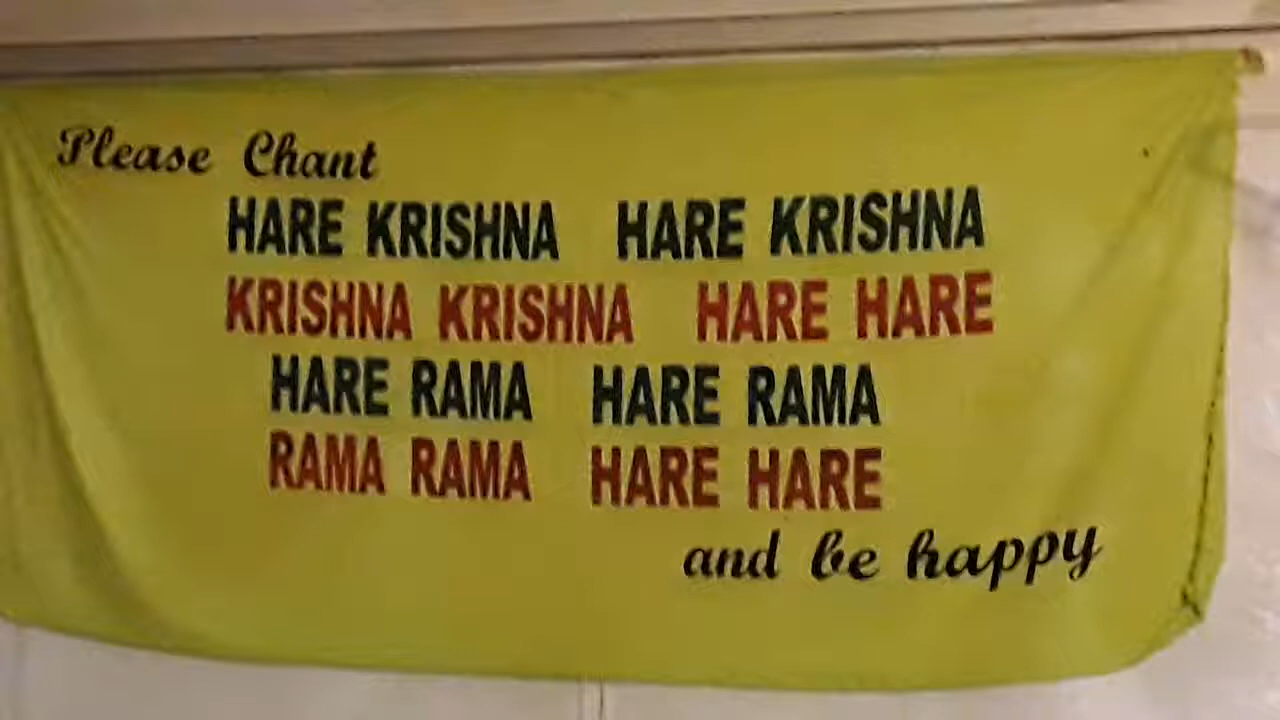 Please Chant
HARE KRISHNA HARE KRISHNA
KRISHNA KRISHNA HARE HARE
HARE RAMA HARE RAMA
RAMA RAMA HARE HARE
and be happy